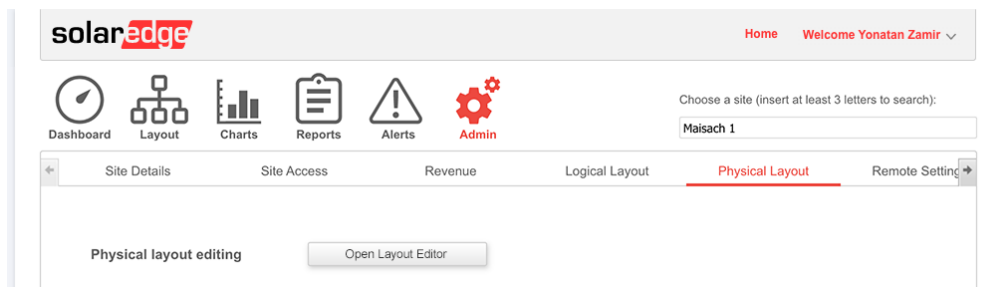 solaredge
Home Welcome Yonatan Zamir
Dashboard Layout Charts Reports Alerts Admin
Choose a site (insert at least 3 letters to search):
Maisach 1
Site Details Site Access Revenue Logical Layout Physical Layout Remote Setting
Physical layout editing Open Layout Editor